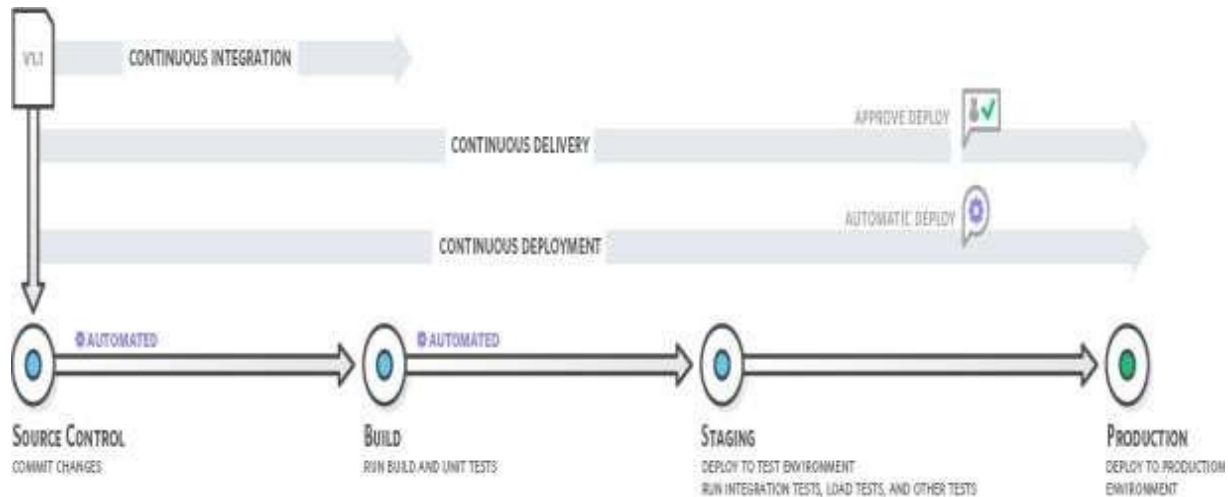 V1.1
CONTINUOUS INTEGRATION
APPROVE DEPLOY
CONTINUOUS DELIVERY
AUTOMATIC DEPLOY
CONTINUOUS DEPLOYMENT
AUTOMATED
AUTOMATED
SOURCE CONTROL
COMMIT CHANGES
BUILD
RUN BUILD AND UNIT TESTS
STAGING
DEPLOY TO TEST ENVIRONMENT
RUN INTEGRATION TESTS, LOAD TESTS, AND OTHER TESTS
PRODUCTION
DEPLOY TO PRODUCTION
ENVIRONMENT